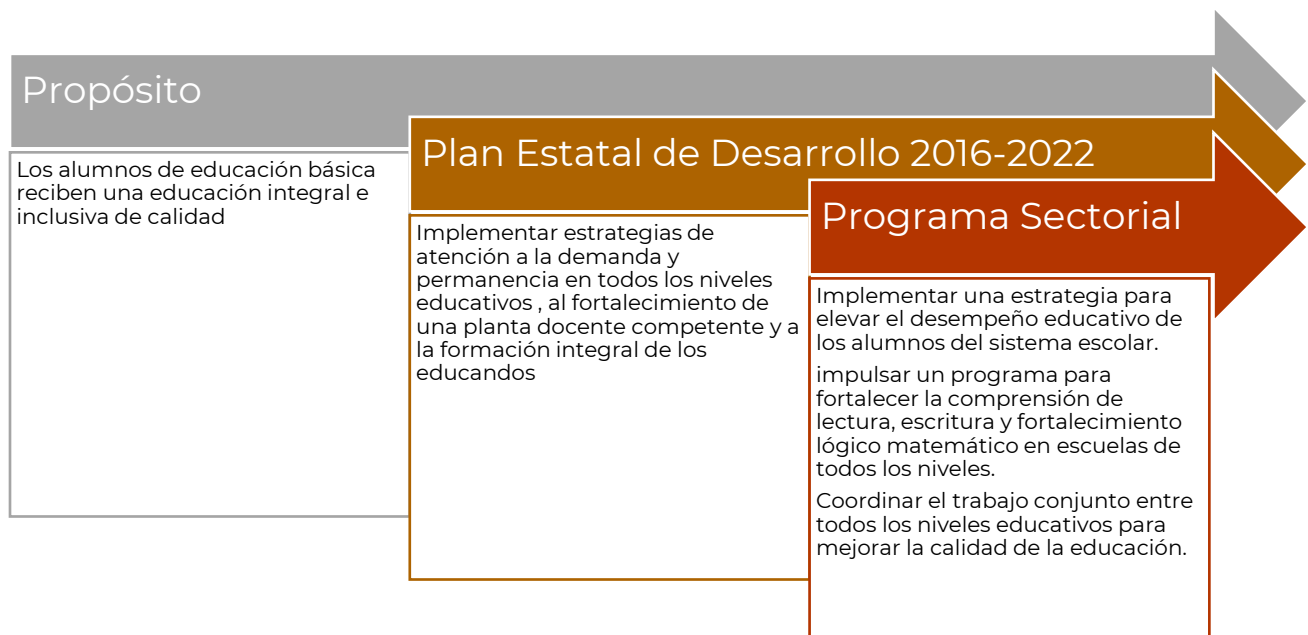 Propósito
Los alumnos de educación básica
reciben una educación integral e
inclusiva de calidad
Plan Estatal de Desarrollo 2016-2022
Implementar estrategias de
atención a la demanda y
permanencia en todos los niveles
educativos , al fortalecimiento de
una planta docente competente y a
la formación integral de los
educandos
Programa Sectorial
Implementar una estrategia para
elevar el desempeño educativo de
los alumnos del sistema escolar.
impulsar un programa para
fortalecer la comprensión de
lectura, escritura y fortalecimiento
lógico matemático en escuelas de
todos los niveles.
Coordinar el trabajo conjunto entre
todos los niveles educativos para
mejorar la calidad de la educación.